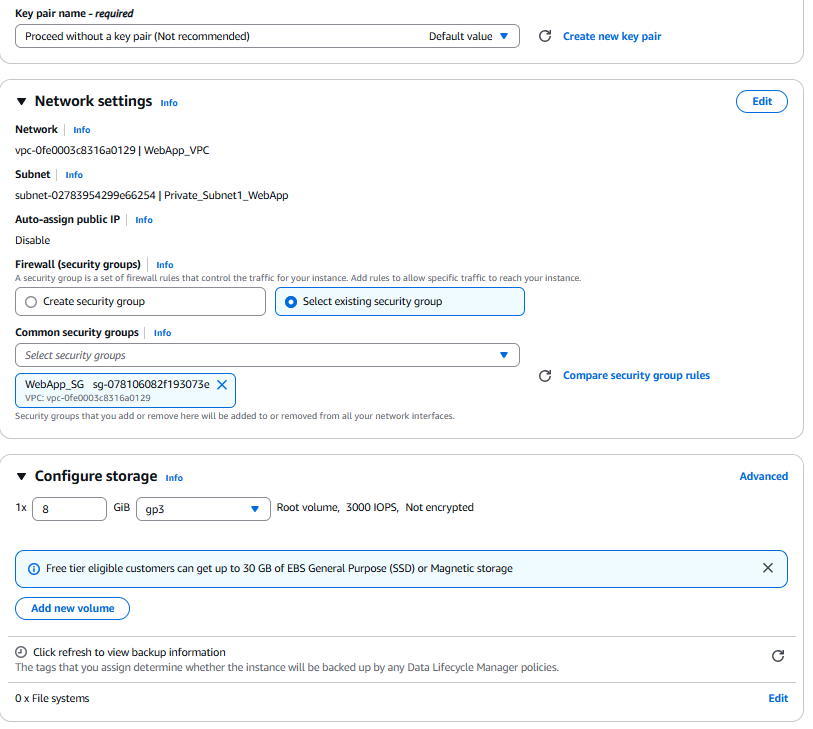 Key pair name - required
Proceed without a key pair (Not recommended) Default value
Create new key pair
Network settings Info
Edit
Network Info
vpc-0fe0003c8316a0129 | WebApp_VPC
Subnet Info
subnet-02783954299e66254 | Private_Subnet1_WebApp
Auto-assign public IP Info
Disable
Firewall (security groups) Info
A security group is a set of firewall rules that control the traffic for your instance. Add rules to allow specific traffic to reach your instance.
Create security group
Select existing security group
Common security groups Info
Select security groups
WebApp_SG sg-078106082f193073e
VPC: vpc-0fe0003c8316a0129
Compare security group rules
Security groups that you add or remove here will be added to or removed from all your network interfaces.
Configure storage Info
Advanced
1x 8 GiB gp3 Root volume, 3000 IOPS, Not encrypted
Free tier eligible customers can get up to 30 GB of EBS General Purpose (SSD) or Magnetic storage
Add new volume
Click refresh to view backup information
The tags that you assign determine whether the instance will be backed up by any Data Lifecycle Manager policies.
0 x File systems
Edit